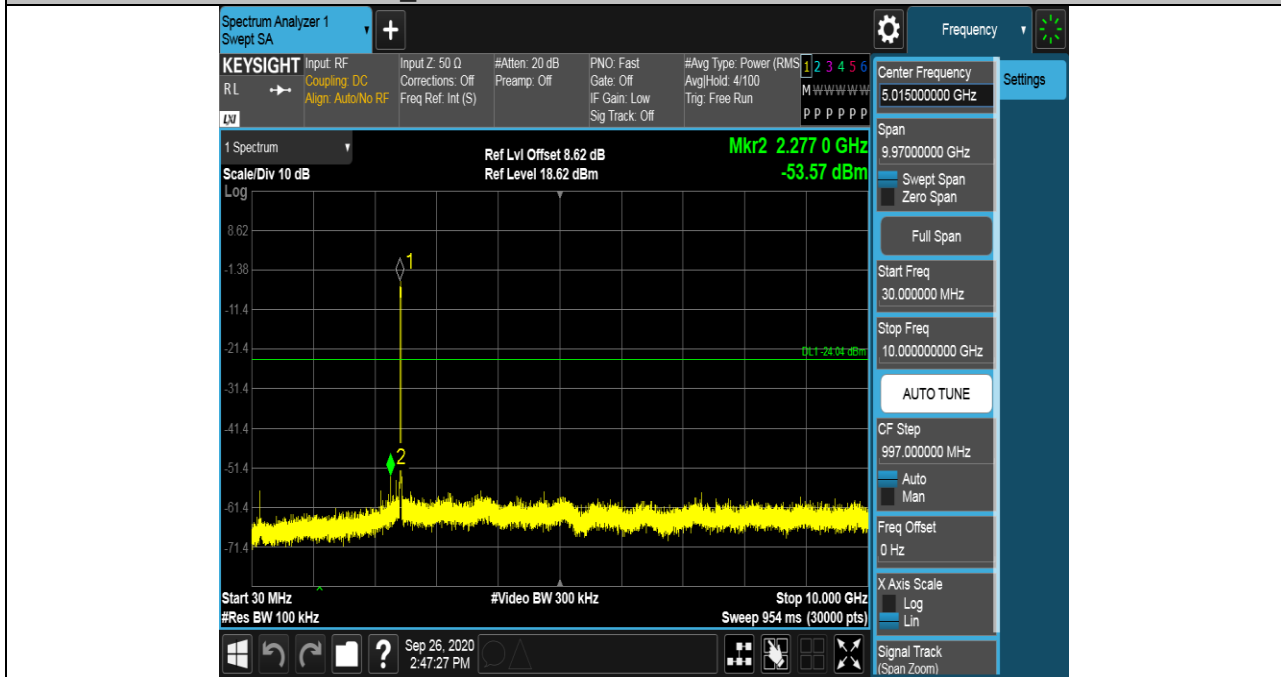 Spectrum Analyzer 1
Swept SA
Frequency
KEYSIGHT
RL
LXI
Input: RF
Coupling: DC
Align: Auto/No RF
Input Z: 50 Ω
Corrections: Off
Freq Ref: Int (S)
#Atten: 20 dB
Preamp: Off
PNO: Fast
Gate: Off
IF Gain: Low
Sig Track: Off
#Avg Type: Power (RMS
Avg|Hold: 4/100
Trig: Free Run
1 2 3 4 5 6
M W W W W W
P P P P P P
1 Spectrum
Scale/Div 10 dB
Ref Lvl Offset 8.62 dB
Ref Level 18.62 dBm
Mkr2 2.277 0 GHz
-53.57 dBm
Log
8.62
-1.38
-11.4
-21.4
-31.4
-41.4
-51.4
-61.4
-71.4
1
2
DL1 -24.04 dBm
Start 30 MHz
#Res BW 100 kHz
#Video BW 300 kHz
Stop 10.000 GHz
Sweep 954 ms (30000 pts)
Center Frequency
5.015000000 GHz
Settings
Span
9.97000000 GHz
Swept Span
Zero Span
Full Span
Start Freq
30.000000 MHz
Stop Freq
10.000000000 GHz
AUTO TUNE
CF Step
997.000000 MHz
Auto
Man
Freq Offset
0 Hz
X Axis Scale
Log
Lin
Signal Track
(Span Zoom)
?
Sep 26, 2020
2:47:27 PM